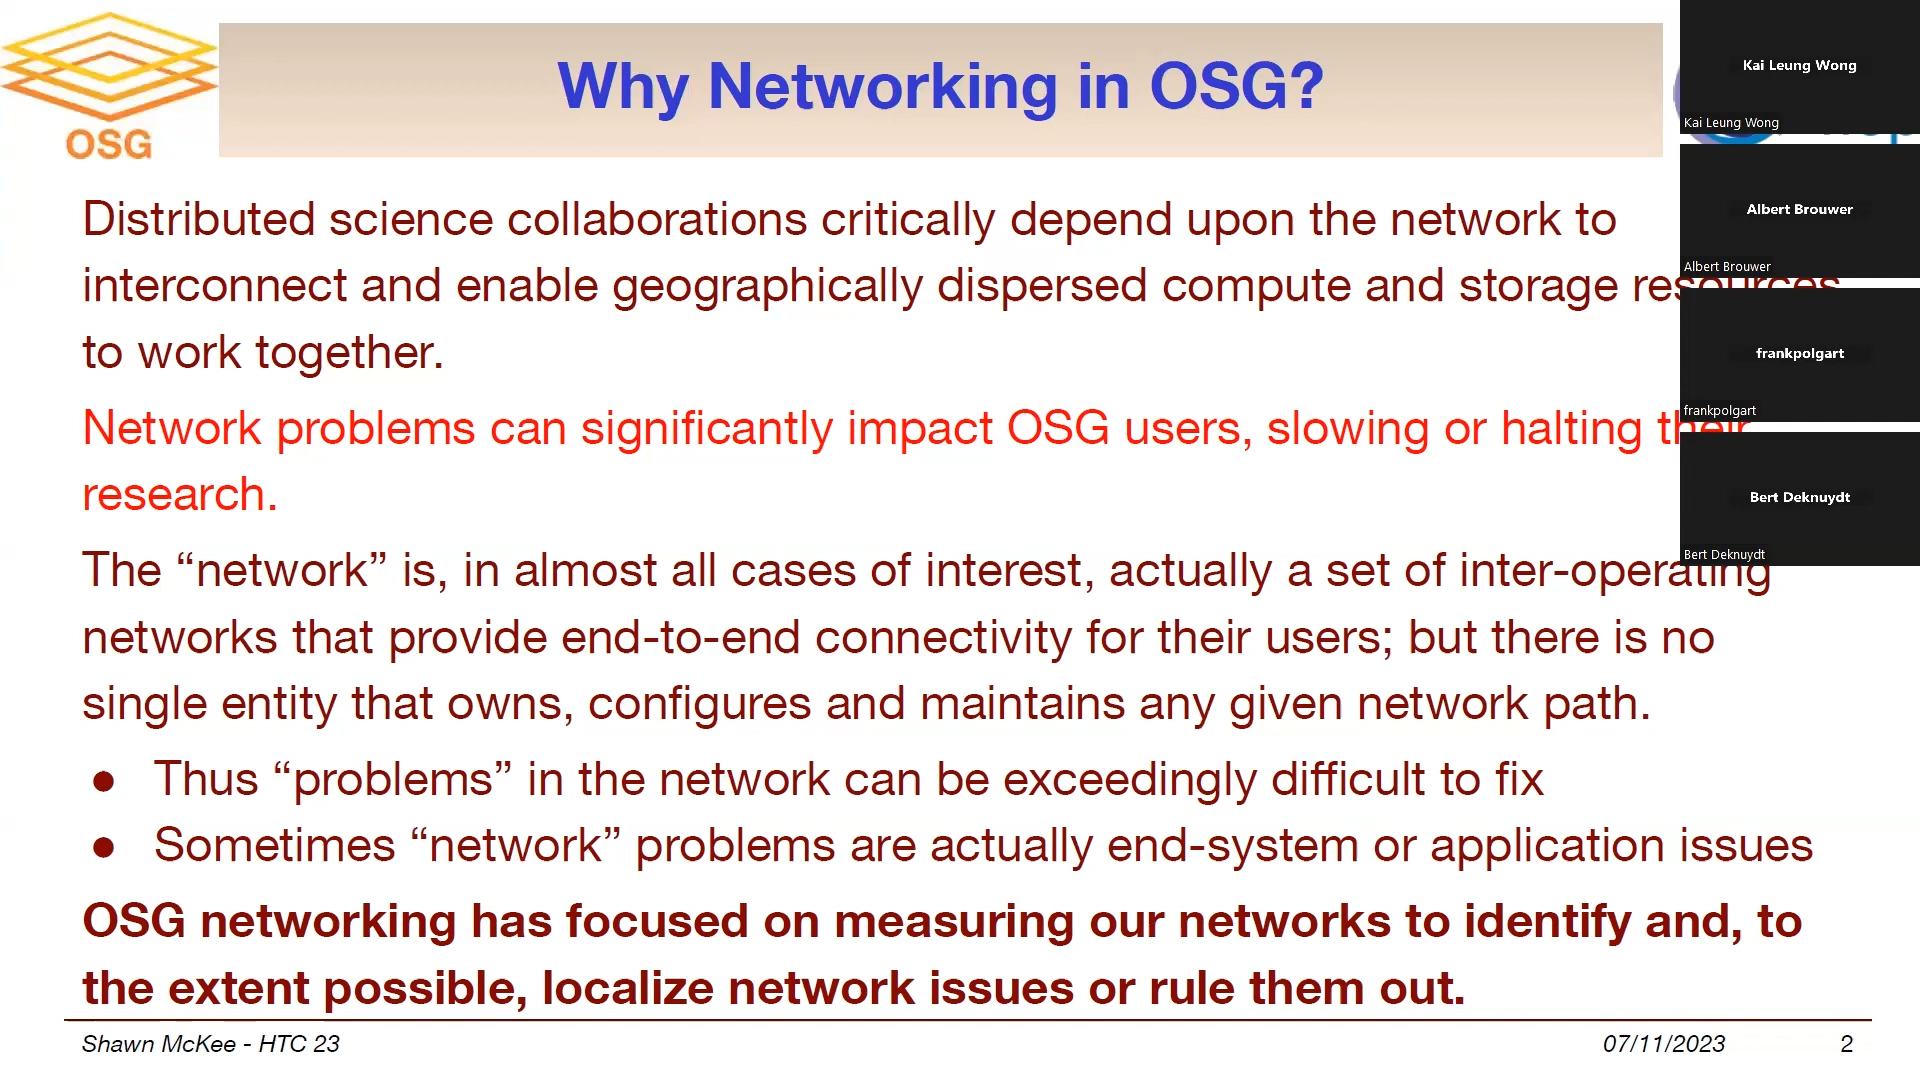 OSG
Why Networking in OSG?
Distributed science collaborations critically depend upon the network to
interconnect and enable geographically dispersed compute and storage resources
to work together.
Network problems can significantly impact OSG users, slowing or halting their
research.
The “network” is, in almost all cases of interest, actually a set of inter-operating
networks that provide end-to-end connectivity for their users; but there is no
single entity that owns, configures and maintains any given network path.
● Thus “problems” in the network can be exceedingly difficult to fix
● Sometimes “network” problems are actually end-system or application issues
OSG networking has focused on measuring our networks to identify and, to
the extent possible, localize network issues or rule them out.
Shawn McKee - HTC 23
07/11/2023
2
Kai Leung Wong
Kai Leung Wong
Albert Brouwer
Albert Brouwer
frankpolgart
frankpolgart
Bert Deknuydt
Bert Deknuydt